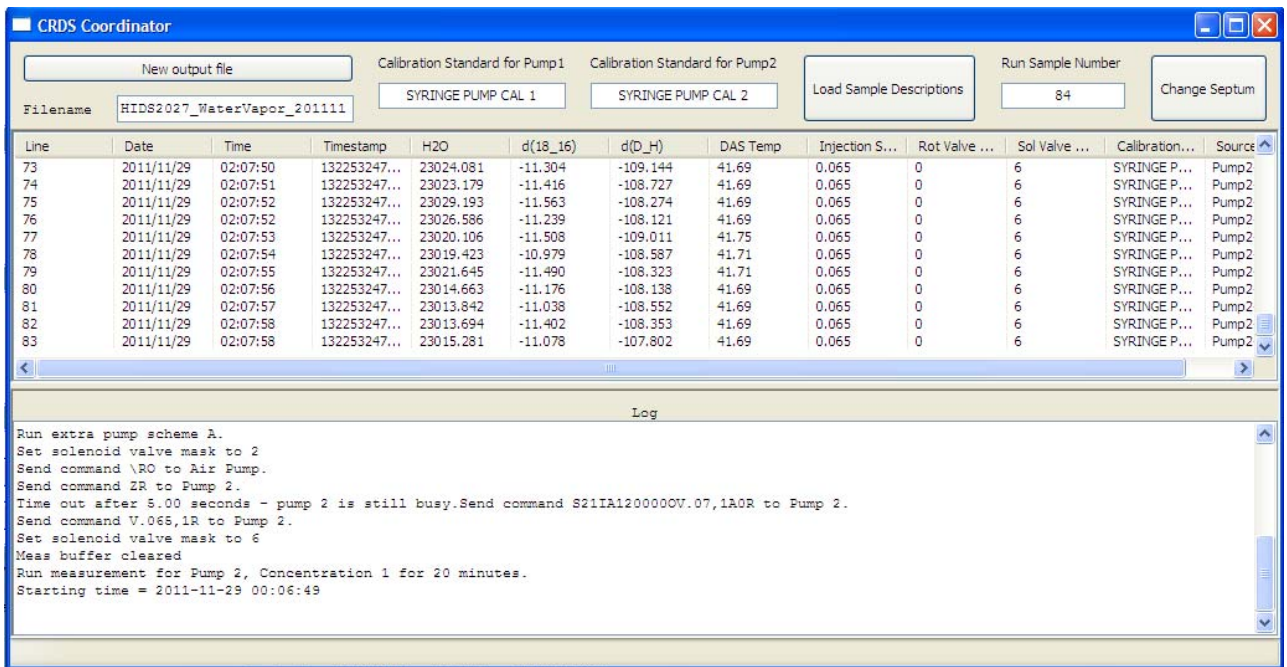 CRDS Coordinator
New output file
Calibration Standard for Pump1
Calibration Standard for Pump2
Load Sample Descriptions
Run Sample Number
Change Septum
Filename HIDS2027_WaterVapor_201111
SYRINGE PUMP CAL 1
SYRINGE PUMP CAL 2
84
Line Date Time Timestamp H2O d(18_16) d(D_H) DAS Temp Injection S... Rot Valve ... Sol Valve ... Calibration... Source
73 2011/11/29 02:07:50 132253247... 23024.081 -11.304 -109.144 41.69 0.065 0 6 SYRINGE P... Pump2
74 2011/11/29 02:07:51 132253247... 23023.179 -11.416 -108.727 41.69 0.065 0 6 SYRINGE P... Pump2
75 2011/11/29 02:07:52 132253247... 23029.193 -11.563 -108.274 41.69 0.065 0 6 SYRINGE P... Pump2
76 2011/11/29 02:07:52 132253247... 23026.586 -11.239 -108.121 41.69 0.065 0 6 SYRINGE P... Pump2
77 2011/11/29 02:07:53 132253247... 23020.106 -11.508 -109.011 41.75 0.065 0 6 SYRINGE P... Pump2
78 2011/11/29 02:07:54 132253247... 23019.423 -10.979 -108.587 41.71 0.065 0 6 SYRINGE P... Pump2
79 2011/11/29 02:07:55 132253247... 23021.645 -11.490 -108.323 41.71 0.065 0 6 SYRINGE P... Pump2
80 2011/11/29 02:07:56 132253247... 23014.663 -11.176 -108.138 41.69 0.065 0 6 SYRINGE P... Pump2
81 2011/11/29 02:07:57 132253247... 23013.842 -11.038 -108.552 41.69 0.065 0 6 SYRINGE P... Pump2
82 2011/11/29 02:07:58 132253247... 23013.694 -11.402 -108.353 41.69 0.065 0 6 SYRINGE P... Pump2
83 2011/11/29 02:07:58 132253247... 23015.281 -11.078 -107.802 41.69 0.065 0 6 SYRINGE P... Pump2
Log
Run extra pump scheme A.
Set solenoid valve mask to 2
Send command \RO to Air Pump.
Send command ZR to Pump 2.
Time out after 5.00 seconds - pump 2 is still busy.Send command S21IA120000OV.07,1A0R to Pump 2.
Send command V.065,1R to Pump 2.
Set solenoid valve mask to 6
Meas buffer cleared
Run measurement for Pump 2, Concentration 1 for 20 minutes.
Starting time = 2011-11-29 00:06:49